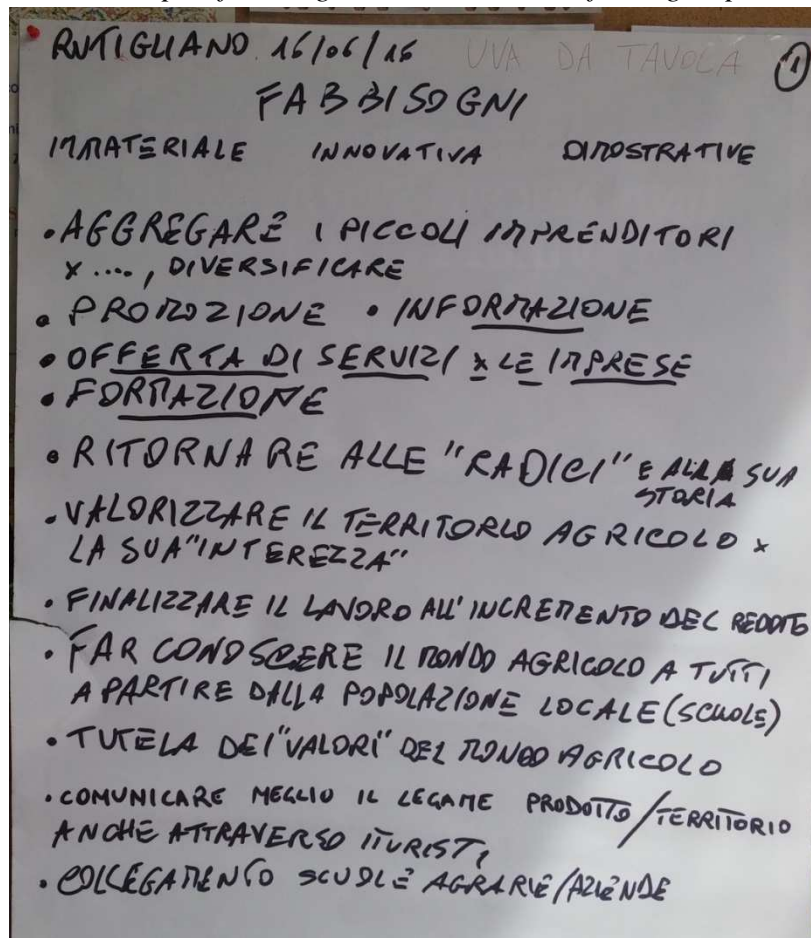 RUTIGLIANO 16/06/16 UVA DA TAVOLA 1
FABBISOGNI
IMMATERIALE INNOVATIVA DIMOSTRATIVE
• AGGREGARE I PICCOLI IMPRENDITORI
x ...., DIVERSIFICARE
• PROMOZIONE • INFORMAZIONE
• OFFERTA DI SERVIZI x LE IMPRESE
• FORMAZIONE
• RITORNARE ALLE "RADICI" E ALLA SUA
STORIA
• VALORIZZARE IL TERRITORIO AGRICOLO x
LA SUA "INTEREZZA"
• FINALIZZARE IL LAVORO ALL'INCREMENTO DEL REDDITO
• FAR CONOSCERE IL MONDO AGRICOLO A TUTTI
A PARTIRE DALLA POPOLAZIONE LOCALE (SCUOLE)
• TUTELA DEI "VALORI" DEL MONDO AGRICOLO
• COMUNICARE MEGLIO IL LEGAME PRODOTTO/TERRITORIO
ANCHE ATTRAVERSO I TURISTI
• COLLEGAMENTO SCUOLE AGRARIE/AZIENDE